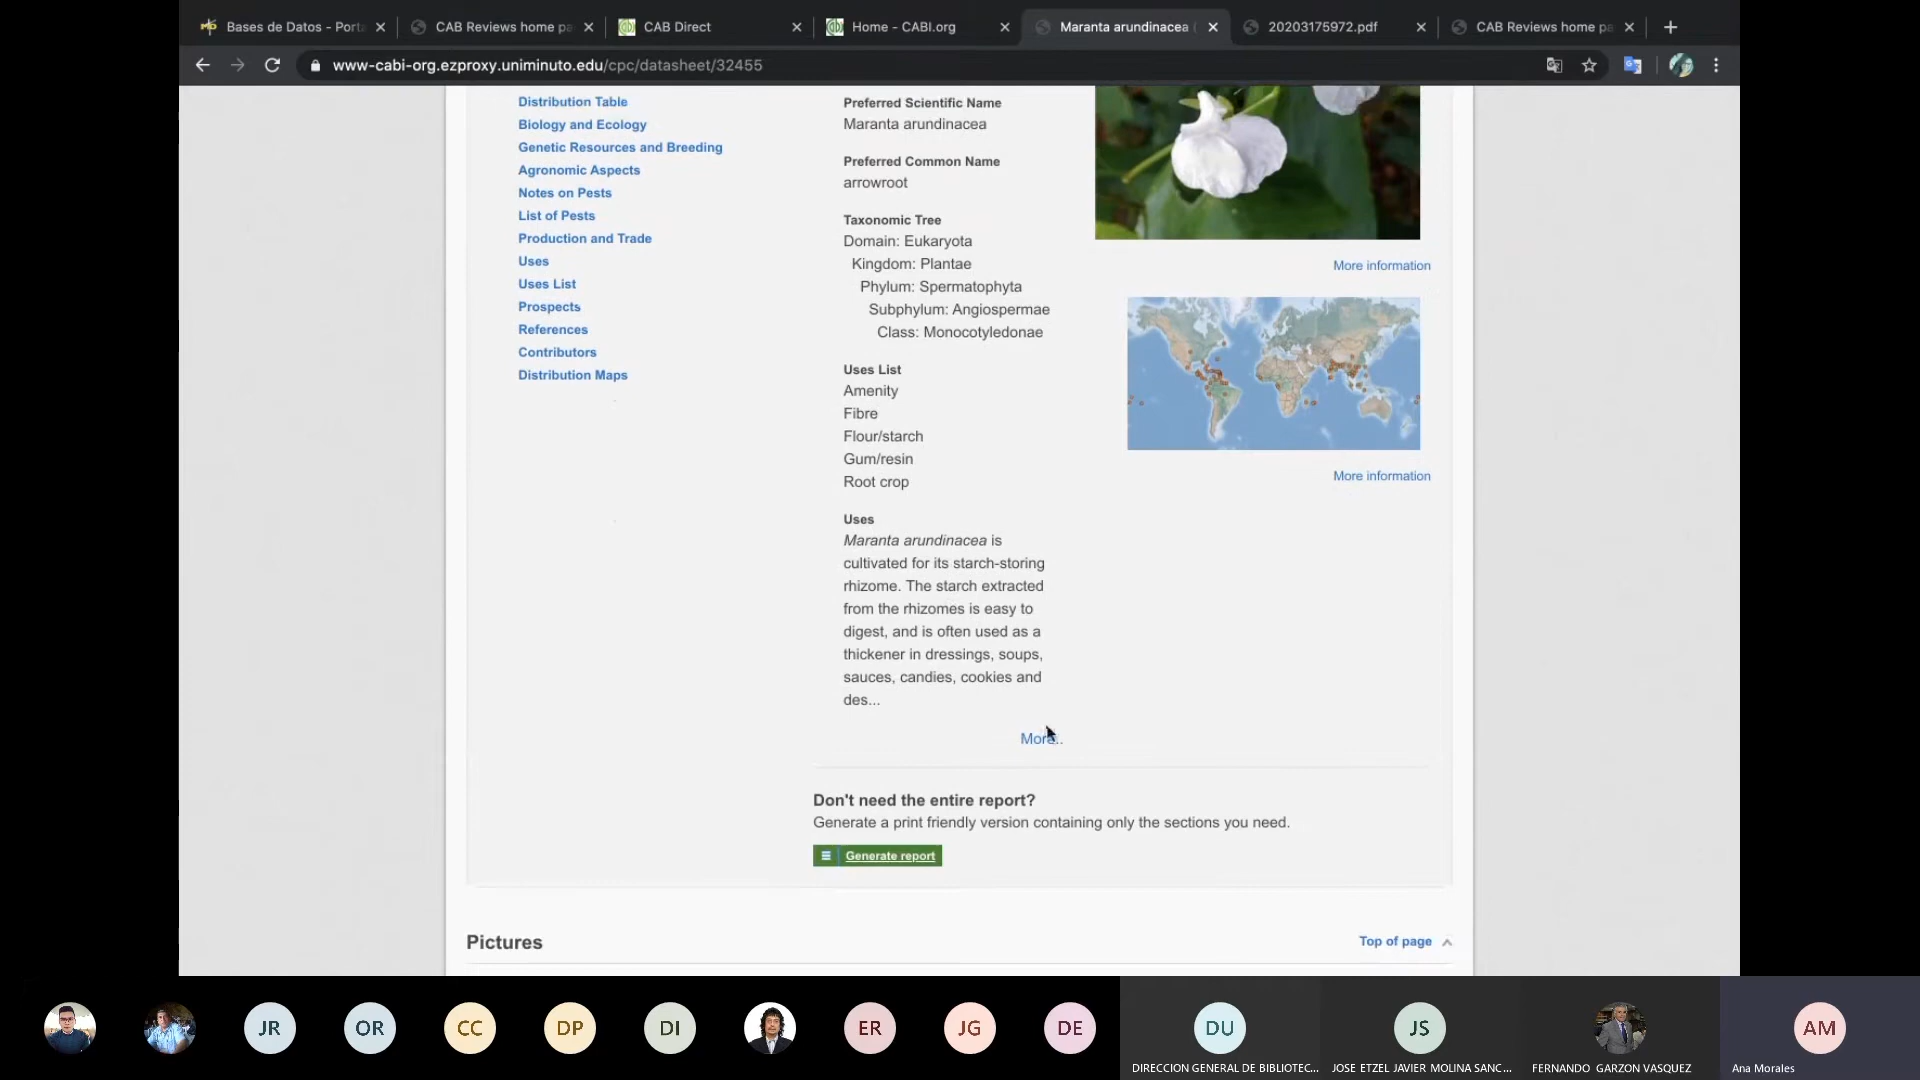 Bases de Datos - Porta
CAB Reviews home pa
CAB Direct
Home - CABI.org
Maranta arundinacea (
20203175972.pdf
CAB Reviews home pa
www-cabi-org.ezproxy.uniminuto.edu/cpc/datasheet/32455
Distribution Table
Biology and Ecology
Genetic Resources and Breeding
Agronomic Aspects
Notes on Pests
List of Pests
Production and Trade
Uses
Uses List
Prospects
References
Contributors
Distribution Maps
Preferred Scientific Name
Maranta arundinacea
Preferred Common Name
arrowroot
Taxonomic Tree
Domain: Eukaryota
Kingdom: Plantae
Phylum: Spermatophyta
Subphylum: Angiospermae
Class: Monocotyledonae
Uses List
Amenity
Fibre
Flour/starch
Gum/resin
Root crop
Uses
Maranta arundinacea is
cultivated for its starch-storing
rhizome. The starch extracted
from the rhizomes is easy to
digest, and is often used as a
thickener in dressings, soups,
sauces, candies, cookies and
des...
More..
More information
More information
Don't need the entire report?
Generate a print friendly version containing only the sections you need.
Generate report
Pictures
Top of page
JR
OR
CC
DP
DI
ER
JG
DE
DU
DIRECCION GENERAL DE BIBLIOTEC...
JS
JOSE ETZEL JAVIER MOLINA SANC...
FERNANDO GARZON VASQUEZ
AM
Ana Morales